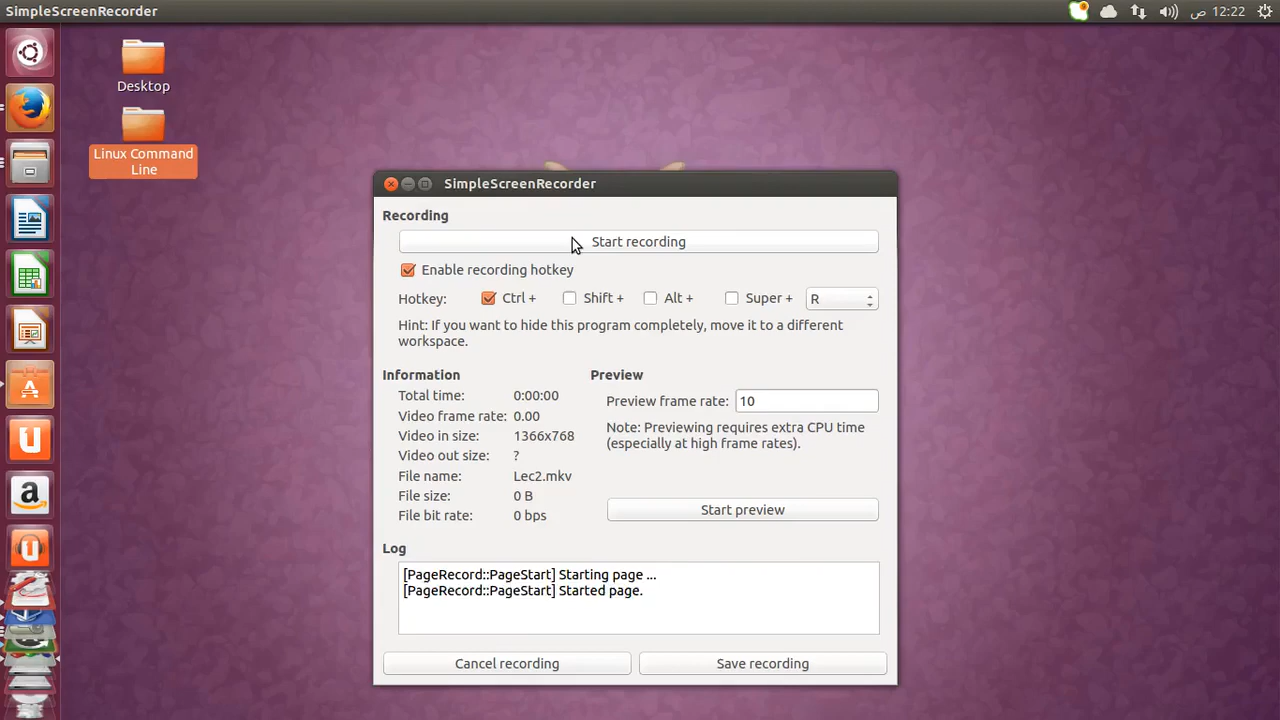 SimpleScreenRecorder
ص 12:22
Desktop
Linux Command
Line
SimpleScreenRecorder
Recording
Start recording
Enable recording hotkey
Hotkey: Ctrl + Shift + Alt + Super + R
Hint: If you want to hide this program completely, move it to a different
workspace.
Information
Total time: 0:00:00
Video frame rate: 0.00
Video in size: 1366x768
Video out size: ?
File name: Lec2.mkv
File size: 0 B
File bit rate: 0 bps
Preview
Preview frame rate: 10
Note: Previewing requires extra CPU time
(especially at high frame rates).
Start preview
Log
[PageRecord::PageStart] Starting page ...
[PageRecord::PageStart] Started page.
Cancel recording
Save recording